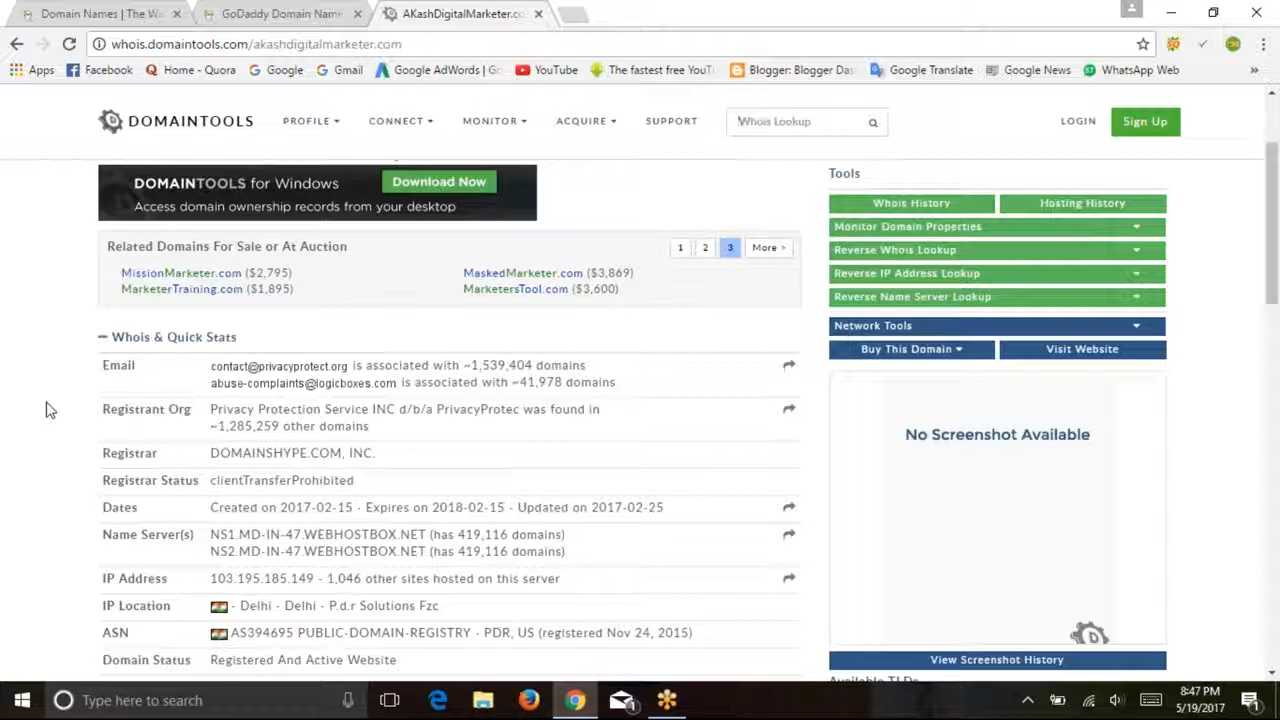 Domain Names | The Wo
GoDaddy Domain Name
AKashDigitalMarketer.co
whois.domaintools.com/akashdigitalmarketer.com
Apps
Facebook
Home - Quora
Google
Gmail
Google AdWords | Go
YouTube
The fastest free YouT
Blogger: Blogger Das
Google Translate
Google News
WhatsApp Web
»
DOMAINTOOLS
PROFILE
CONNECT
MONITOR
ACQUIRE
SUPPORT
Whois Lookup
LOGIN
Sign Up
DOMAINTOOLS for Windows
Download Now
Access domain ownership records from your desktop
Related Domains For Sale or At Auction
1
2
3
More >
MissionMarketer.com ($2,795)
MaskedMarketer.com ($3,869)
MarketerTraining.com ($1,895)
MarketersTool.com ($3,600)
Whois & Quick Stats
Email
contact@privacyprotect.org is associated with ~1,539,404 domains
abuse-complaints@logicboxes.com is associated with ~41,978 domains
Registrant Org
Privacy Protection Service INC d/b/a PrivacyProtec was found in
~1,285,259 other domains
Registrar
DOMAINSHYPE.COM, INC.
Registrar Status
clientTransferProhibited
Dates
Created on 2017-02-15 - Expires on 2018-02-15 - Updated on 2017-02-25
Name Server(s)
NS1.MD-IN-47.WEBHOSTBOX.NET (has 419,116 domains)
NS2.MD-IN-47.WEBHOSTBOX.NET (has 419,116 domains)
IP Address
103.195.185.149 - 1,046 other sites hosted on this server
IP Location
- Delhi - Delhi - P.d.r Solutions Fzc
ASN
AS394695 PUBLIC-DOMAIN-REGISTRY - PDR, US (registered Nov 24, 2015)
Domain Status
Registered And Active Website
Tools
Whois History
Hosting History
Monitor Domain Properties
Reverse Whois Lookup
Reverse IP Address Lookup
Reverse Name Server Lookup
Network Tools
Buy This Domain
Visit Website
No Screenshot Available
View Screenshot History
Available TLDs
Type here to search
1
8:47 PM
5/19/2017
1